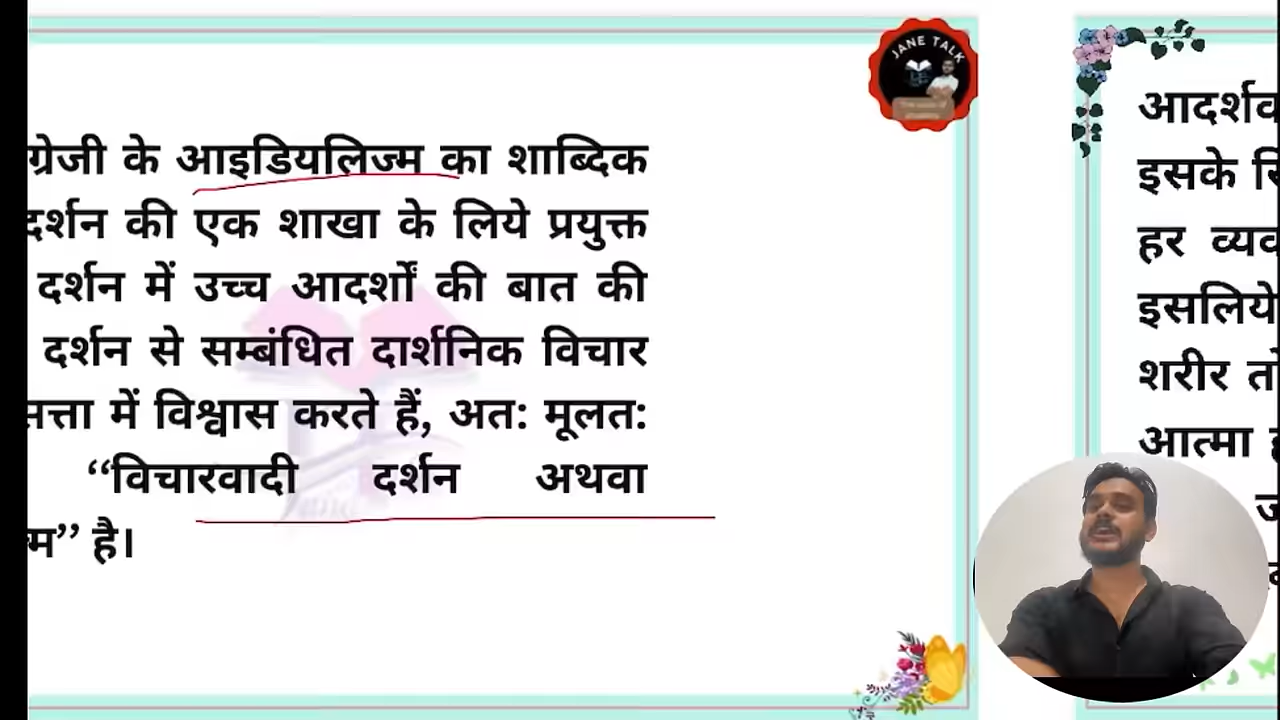 JANE TALK
ग्रेजी के आइडियलिज्म का शाब्दिक
दर्शन की एक शाखा के लिये प्रयुक्त
दर्शन में उच्च आदर्शों की बात की
दर्शन से सम्बंधित दार्शनिक विचार
सत्ता में विश्वास करते हैं, अत: मूलत:
“विचारवादी दर्शन अथवा
म” है।
इसके
हर
इसलिये
शरीर
आत्मा